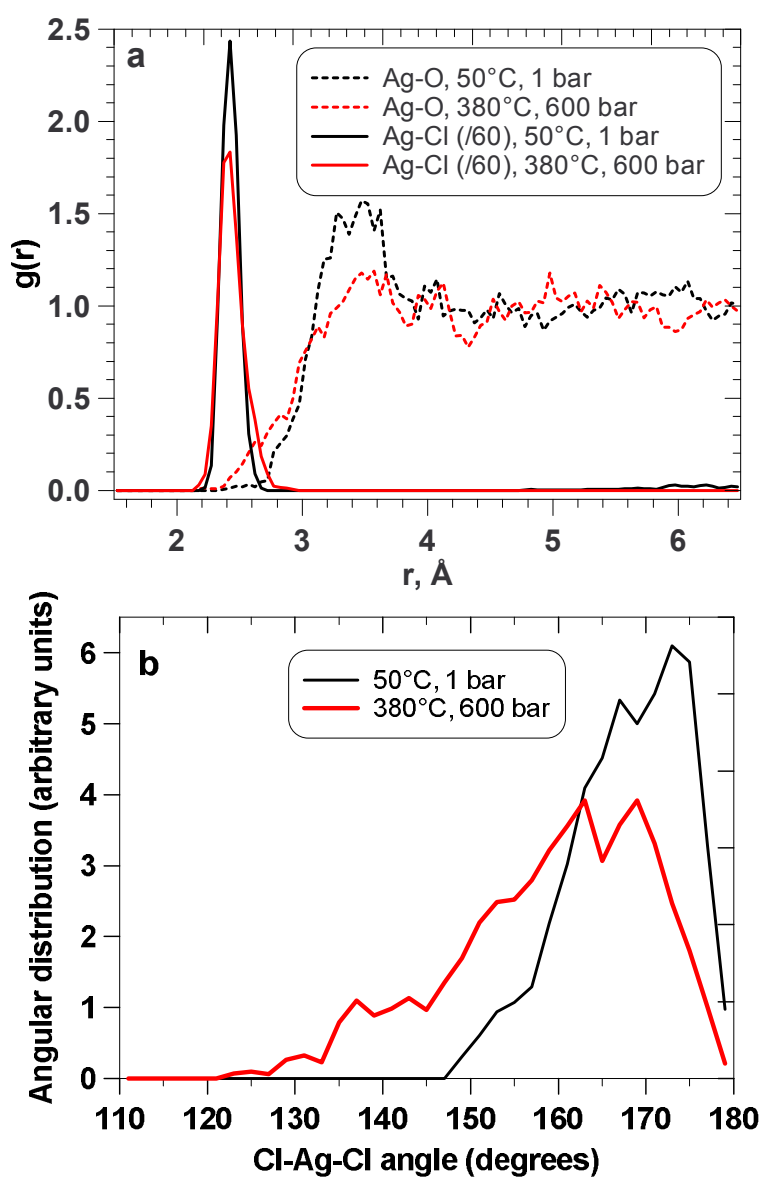 a
Ag-O, 50°C, 1 bar
Ag-O, 380°C, 600 bar
Ag-Cl (/60), 50°C, 1 bar
Ag-Cl (/60), 380°C, 600 bar
2.5
2.0
1.5
1.0
0.5
0.0
g(r)
2 3 4 5 6
r, Å
b
50°C, 1 bar
380°C, 600 bar
6
5
4
3
2
1
0
Angular distribution (arbitrary units)
110 120 130 140 150 160 170 180
Cl-Ag-Cl angle (degrees)